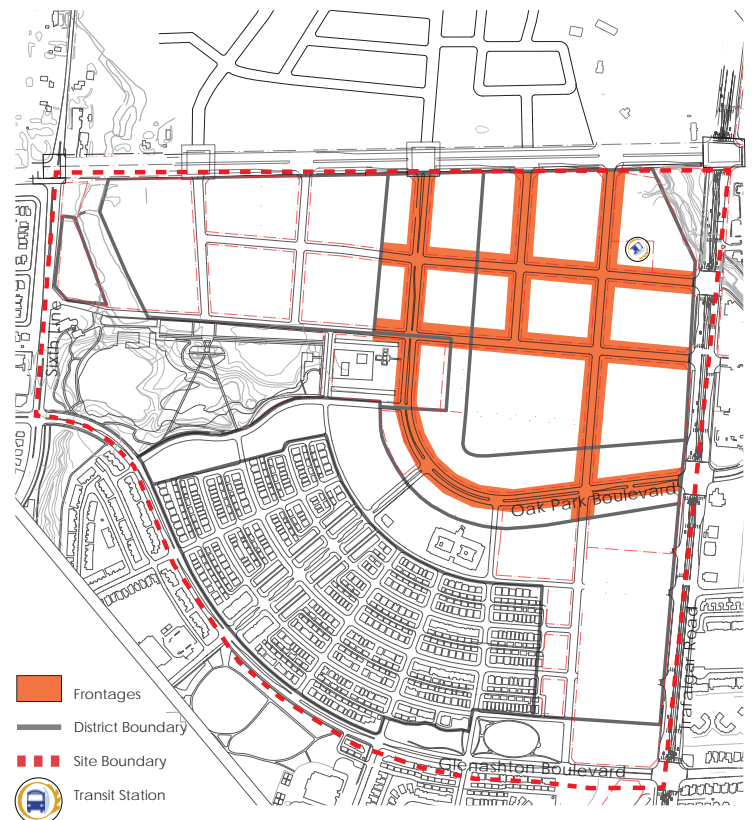 Sixth Line
Oak Park Boulevard
Trafalgar Road
Glenashton Boulevard
Frontages
District Boundary
Site Boundary
Transit Station